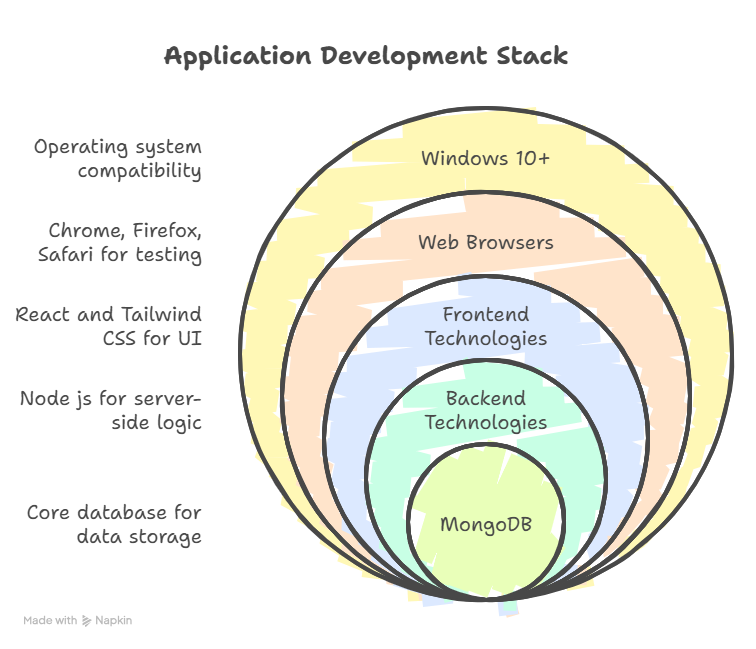 Application Development Stack
Operating system
compatibility
Windows 10+
Chrome, Firefox,
Safari for testing
Web Browsers
React and Tailwind
CSS for UI
Frontend
Technologies
Node js for server-
side logic
Backend
Technologies
Core database for
data storage
MongoDB
Made with Napkin